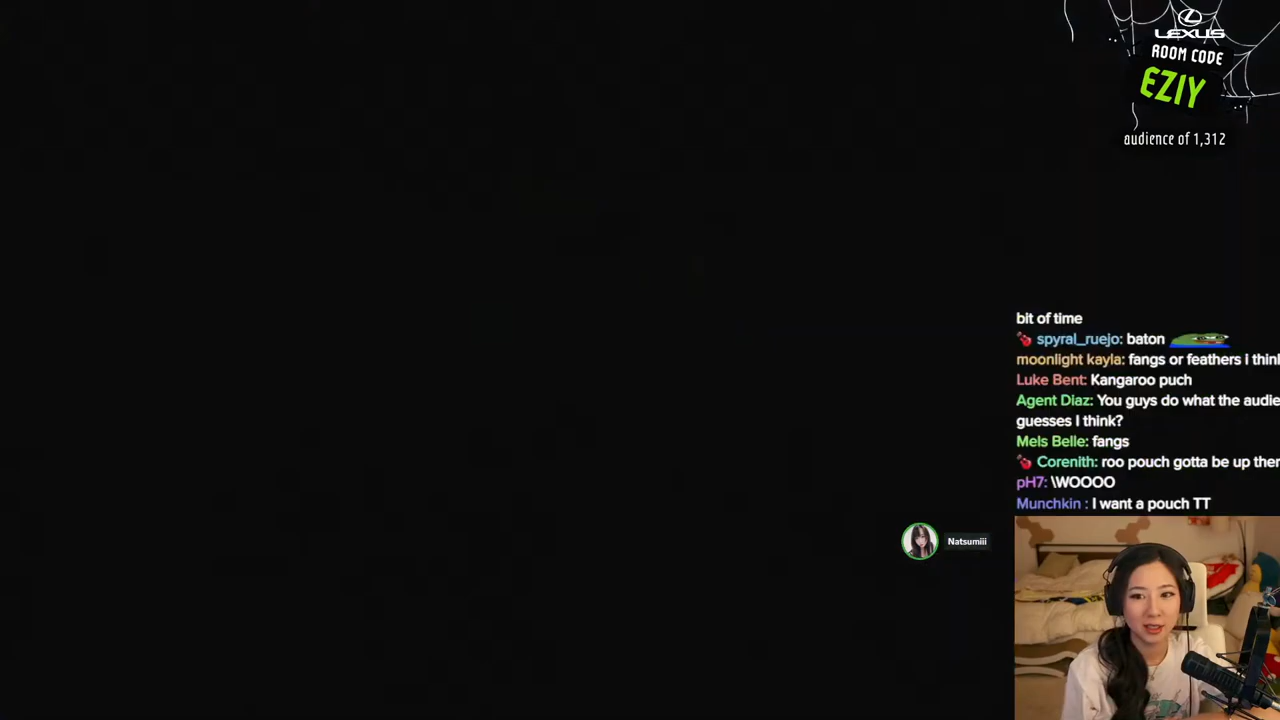 LEXUS
ROOM CODE
EZIY
audience of 1,312
bit of time
spyral_ruejo: baton
moonlight kayla: fangs or feathers i think
Luke Bent: Kangaroo puch
Agent Diaz: You guys do what the audie
guesses I think?
Mels Belle: fangs
Corenith: roo pouch gotta be up ther
pH7: \WOOOO
Munchkin : I want a pouch TT
Natsumiii